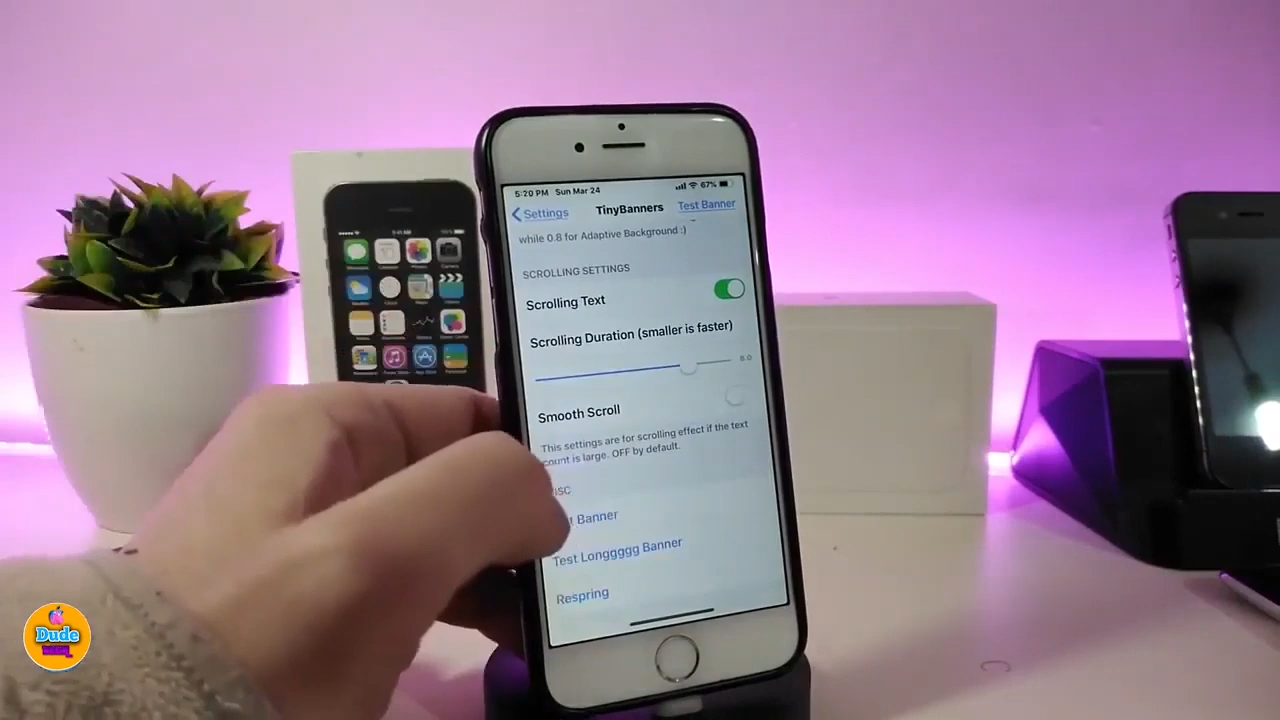 5:20 PM Sun Mar 24 67%
Settings TinyBanners Test Banner
while 0.8 for Adaptive Background :)
SCROLLING SETTINGS
Scrolling Text
Scrolling Duration (smaller is faster)
8.0
Smooth Scroll
This settings are for scrolling effect if the text
count is large. OFF by default.
Banner
Test Longgggg Banner
Respring
Dude